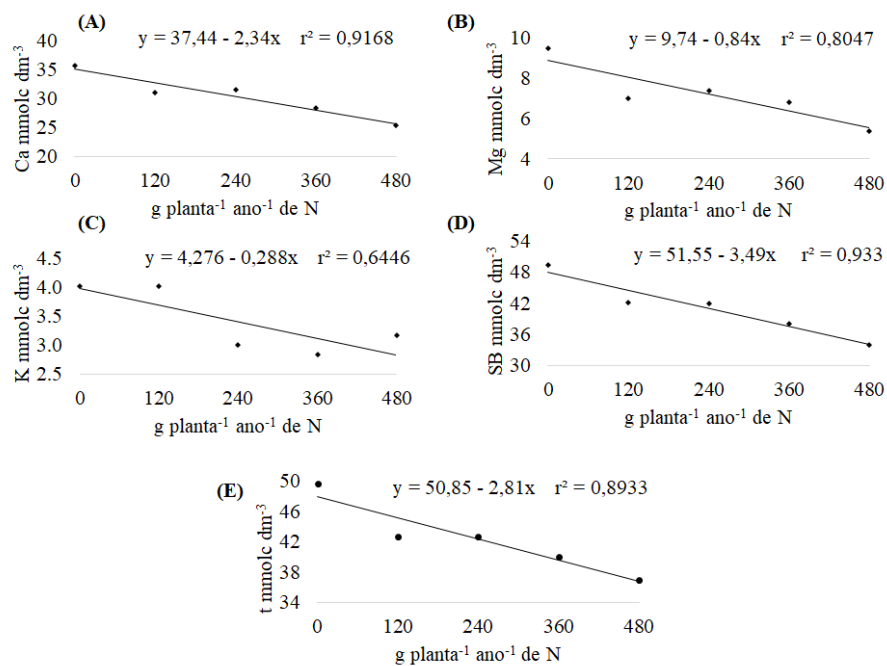 (A)
y = 37,44 - 2,34x r² = 0,9168
Ca mmolc dm⁻³
40
35
30
25
20
0 120 240 360 480
g planta⁻¹ ano⁻¹ de N
(B)
y = 9,74 - 0,84x r² = 0,8047
Mg mmolc dm⁻³
10
8
6
4
0 120 240 360 480
g planta⁻¹ ano⁻¹ de N
(C)
y = 4,276 - 0,288x r² = 0,6446
K mmolc dm⁻³
4.5
4.0
3.5
3.0
2.5
0 120 240 360 480
g planta⁻¹ ano⁻¹ de N
(D)
y = 51,55 - 3,49x r² = 0,933
SB mmolc dm⁻³
54
48
42
36
30
0 120 240 360 480
g planta⁻¹ ano⁻¹ de N
(E)
y = 50,85 - 2,81x r² = 0,8933
t mmolc dm⁻³
50
46
42
38
34
0 120 240 360 480
g planta⁻¹ ano⁻¹ de N